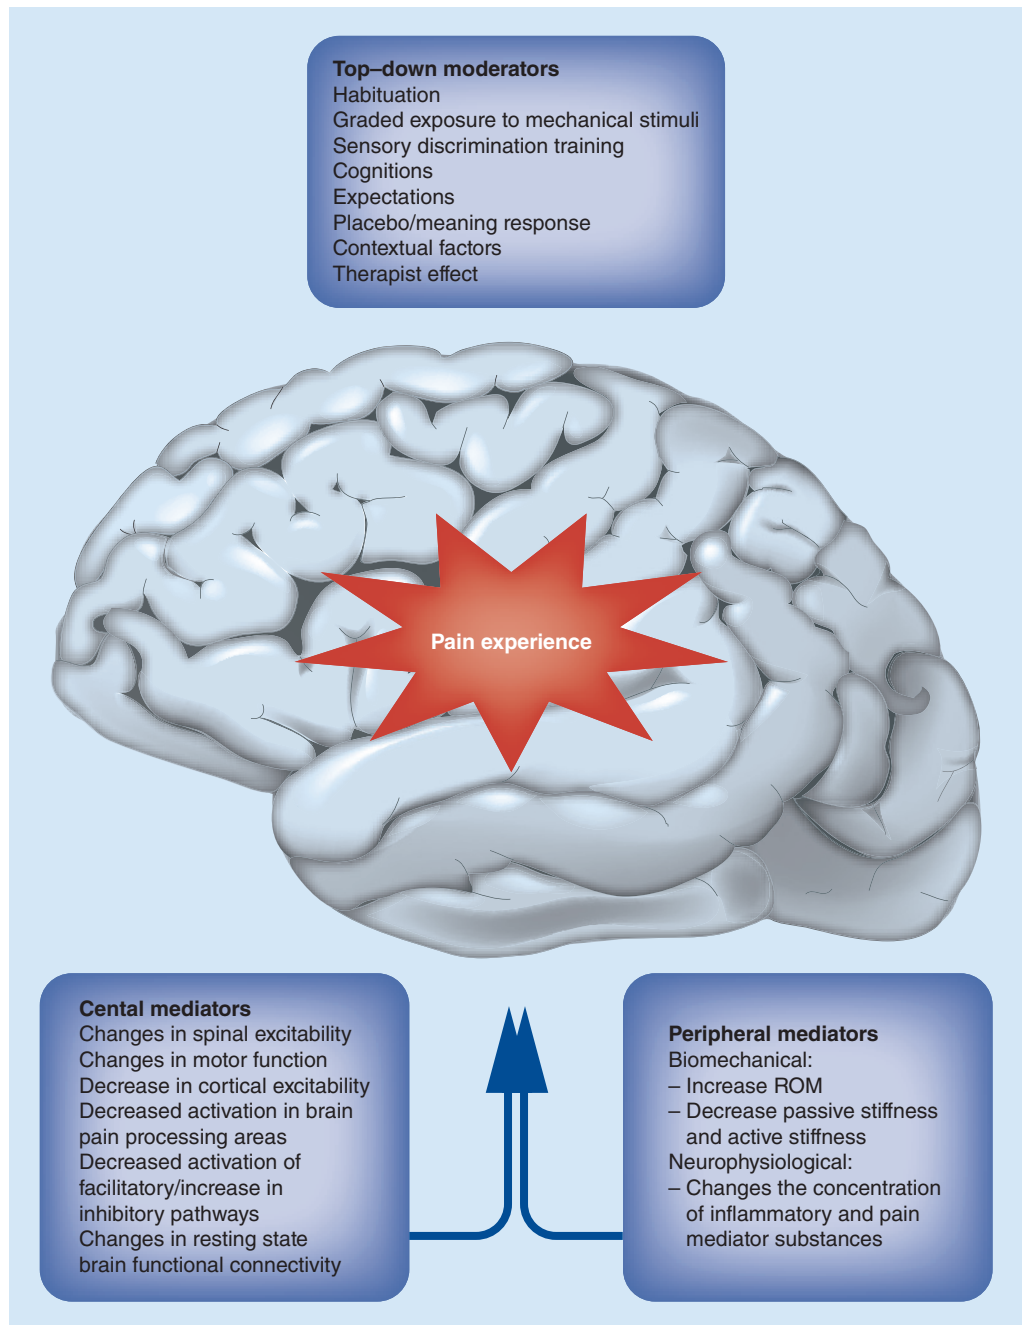 Top–down moderators
Habituation
Graded exposure to mechanical stimuli
Sensory discrimination training
Cognitions
Expectations
Placebo/meaning response
Contextual factors
Therapist effect
Pain experience
Cental mediators
Changes in spinal excitability
Changes in motor function
Decrease in cortical excitability
Decreased activation in brain
pain processing areas
Decreased activation of
facilitatory/increase in
inhibitory pathways
Changes in resting state
brain functional connectivity
Peripheral mediators
Biomechanical:
– Increase ROM
– Decrease passive stiffness
and active stiffness
Neurophysiological:
– Changes the concentration
of inflammatory and pain
mediator substances